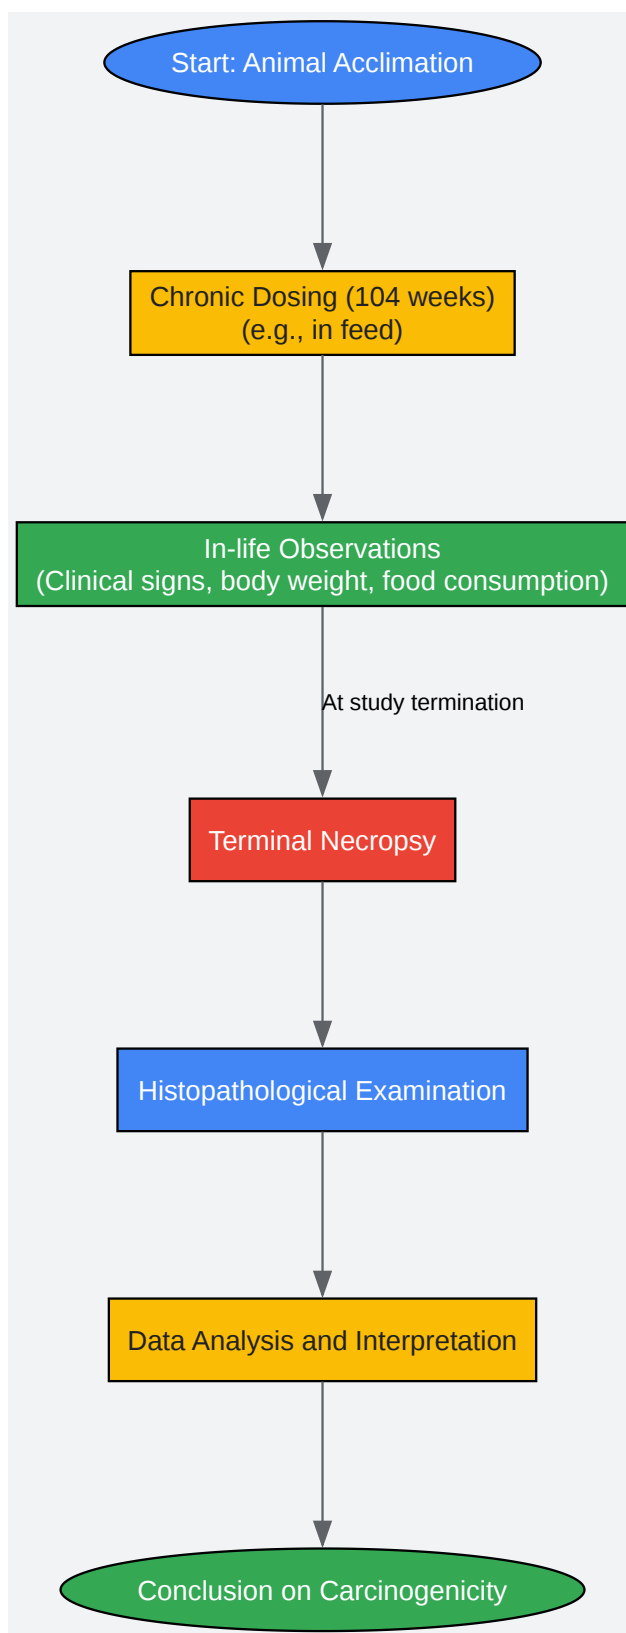 Start: Animal Acclimation
Chronic Dosing (104 weeks)
(e.g., in feed)
In-life Observations
(Clinical signs, body weight, food consumption)
At study termination
Terminal Necropsy
Histopathological Examination
Data Analysis and Interpretation
Conclusion on Carcinogenicity